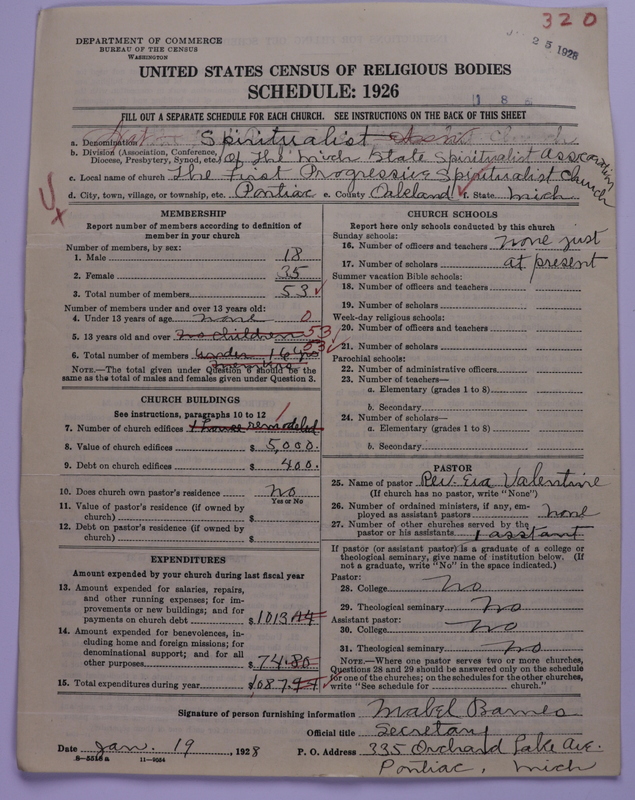 320
25 1928
DEPARTMENT OF COMMERCE
BUREAU OF THE CENSUS
WASHINGTON
UNITED STATES CENSUS OF RELIGIOUS BODIES
SCHEDULE: 1926
FILL OUT A SEPARATE SCHEDULE FOR EACH CHURCH. SEE INSTRUCTIONS ON THE BACK OF THIS SHEET
a. Denomination Spiritualist Church
b. Division (Association, Conference, Diocese, Presbytery, Synod, etc.) Of the Mich State Spiritualist Association
c. Local name of church The First Progressive Spiritualist Church
d. City, town, village, or township, etc. Pontiac e. County Oakland f. State Mich
MEMBERSHIP
Report number of members according to definition of
member in your church
Number of members, by sex:
1. Male 18
2. Female 35
3. Total number of members 53
Number of members under and over 13 years old:
4. Under 13 years of age none 0
5. 13 years old and over no children 53
6. Total number of members under 16 yrs 53
members
NOTE.—The total given under Question 6 should be the
same as the total of males and females given under Question 3.
CHURCH BUILDINGS
See instructions, paragraphs 10 to 12
7. Number of church edifices 1 house remodeled
8. Value of church edifices $ 5,000.
9. Debt on church edifices $ 400.
10. Does church own pastor's residence No
Yes or No
11. Value of pastor's residence (if owned by
church) $
12. Debt on pastor's residence (if owned by
church) $
EXPENDITURES
Amount expended by your church during last fiscal year
13. Amount expended for salaries, repairs,
and other running expenses; for im-
provements or new buildings; and for
payments on church debt $ 1013.14
14. Amount expended for benevolences, in-
cluding home and foreign missions; for
denominational support; and for all
other purposes $ 74.80
15. Total expenditures during year $ 1087.94
CHURCH SCHOOLS
Report here only schools conducted by this church
Sunday schools:
16. Number of officers and teachers none just
17. Number of scholars at present
Summer vacation Bible schools:
18. Number of officers and teachers
19. Number of scholars
Week-day religious schools:
20. Number of officers and teachers
21. Number of scholars
Parochial schools:
22. Number of administrative officers
23. Number of teachers—
a. Elementary (grades 1 to 8)
b. Secondary
24. Number of scholars—
a. Elementary (grades 1 to 8)
b. Secondary
PASTOR
25. Name of pastor Rev. Eva Valentine
(If church has no pastor, write "None")
26. Number of ordained ministers, if any, em-
ployed as assistant pastors none
27. Number of other churches served by the
pastor or his assistant 1 assistant
If pastor (or assistant pastor) is a graduate of a college or
theological seminary, give name of institution below. (If
not a graduate, write "No" in the space indicated.)
Pastor:
28. College No
29. Theological seminary No
Assistant pastor:
30. College No
31. Theological seminary No
NOTE.—Where one pastor serves two or more churches,
Questions 28 and 29 should be answered only on the schedule
for one of the churches; on the schedules for the other churches,
write "See schedule for church."
Signature of person furnishing information Mabel Barnes
Official title Secretary
Date Jan. 19, 1928 P. O. Address 335 Orchard Lake Ave.
8—5518 a 11—9554
Pontiac, Mich